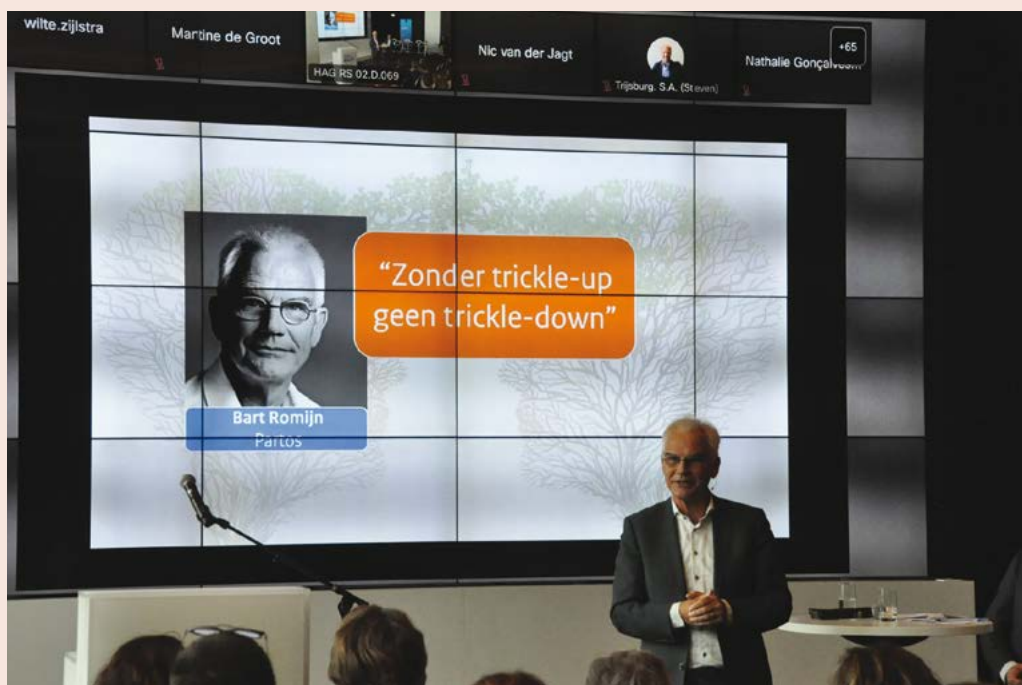 wilte.zijlstra
Martine de Groot
HAG RS 02.D.069
Nic van der Jagt
Trijsburg, S.A. (Steven)
Nathalie
+65
“Zonder trickle-up
geen trickle-down”
Bart Romijn
Partos